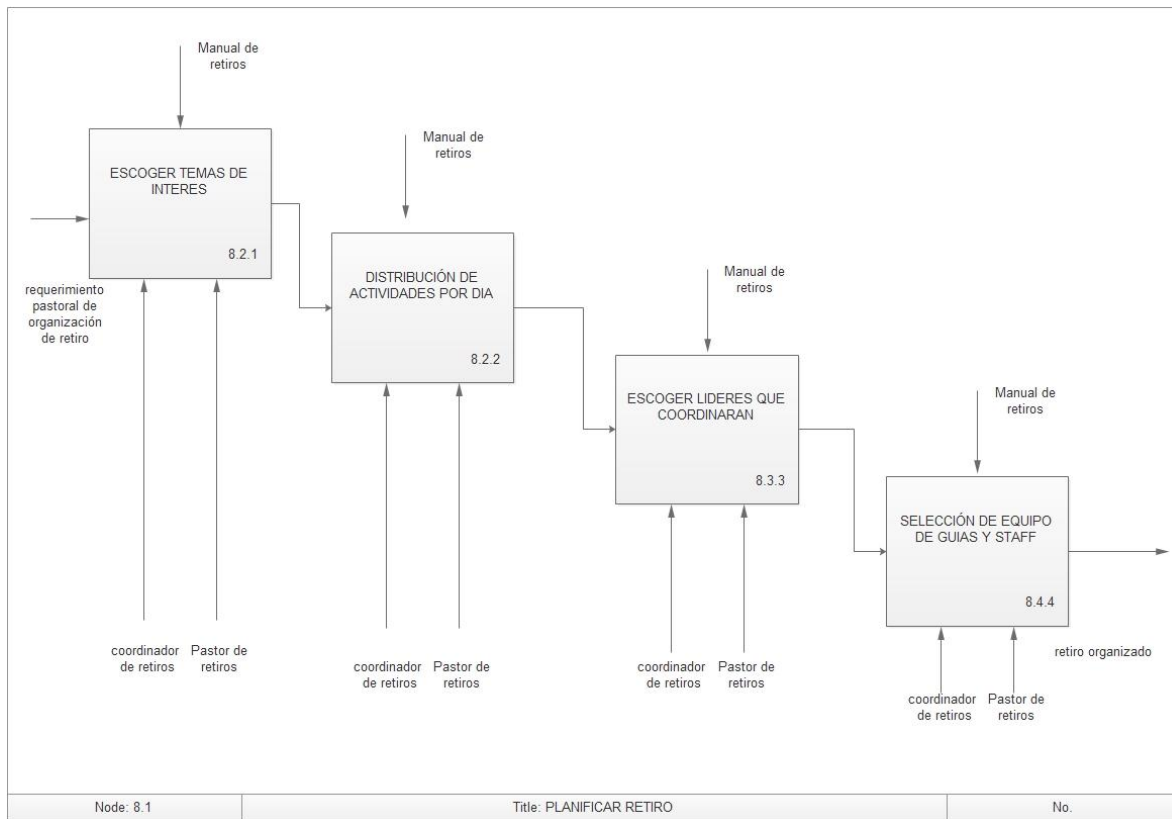 Manual de
retiros
ESCOGER TEMAS DE
INTERES
8.2.1
requerimiento
pastoral de
organización
de retiro
coordinador
de retiros
Pastor de
retiros
Manual de
retiros
DISTRIBUCIÓN DE
ACTIVIDADES POR DIA
8.2.2
coordinador
de retiros
Pastor de
retiros
Manual de
retiros
ESCOGER LIDERES QUE
COORDINARAN
8.3.3
coordinador
de retiros
Pastor de
retiros
Manual de
retiros
SELECCIÓN DE EQUIPO
DE GUIAS Y STAFF
8.4.4
retiro organizado
coordinador
de retiros
Pastor de
retiros
Node: 8.1
Title: PLANIFICAR RETIRO
No.